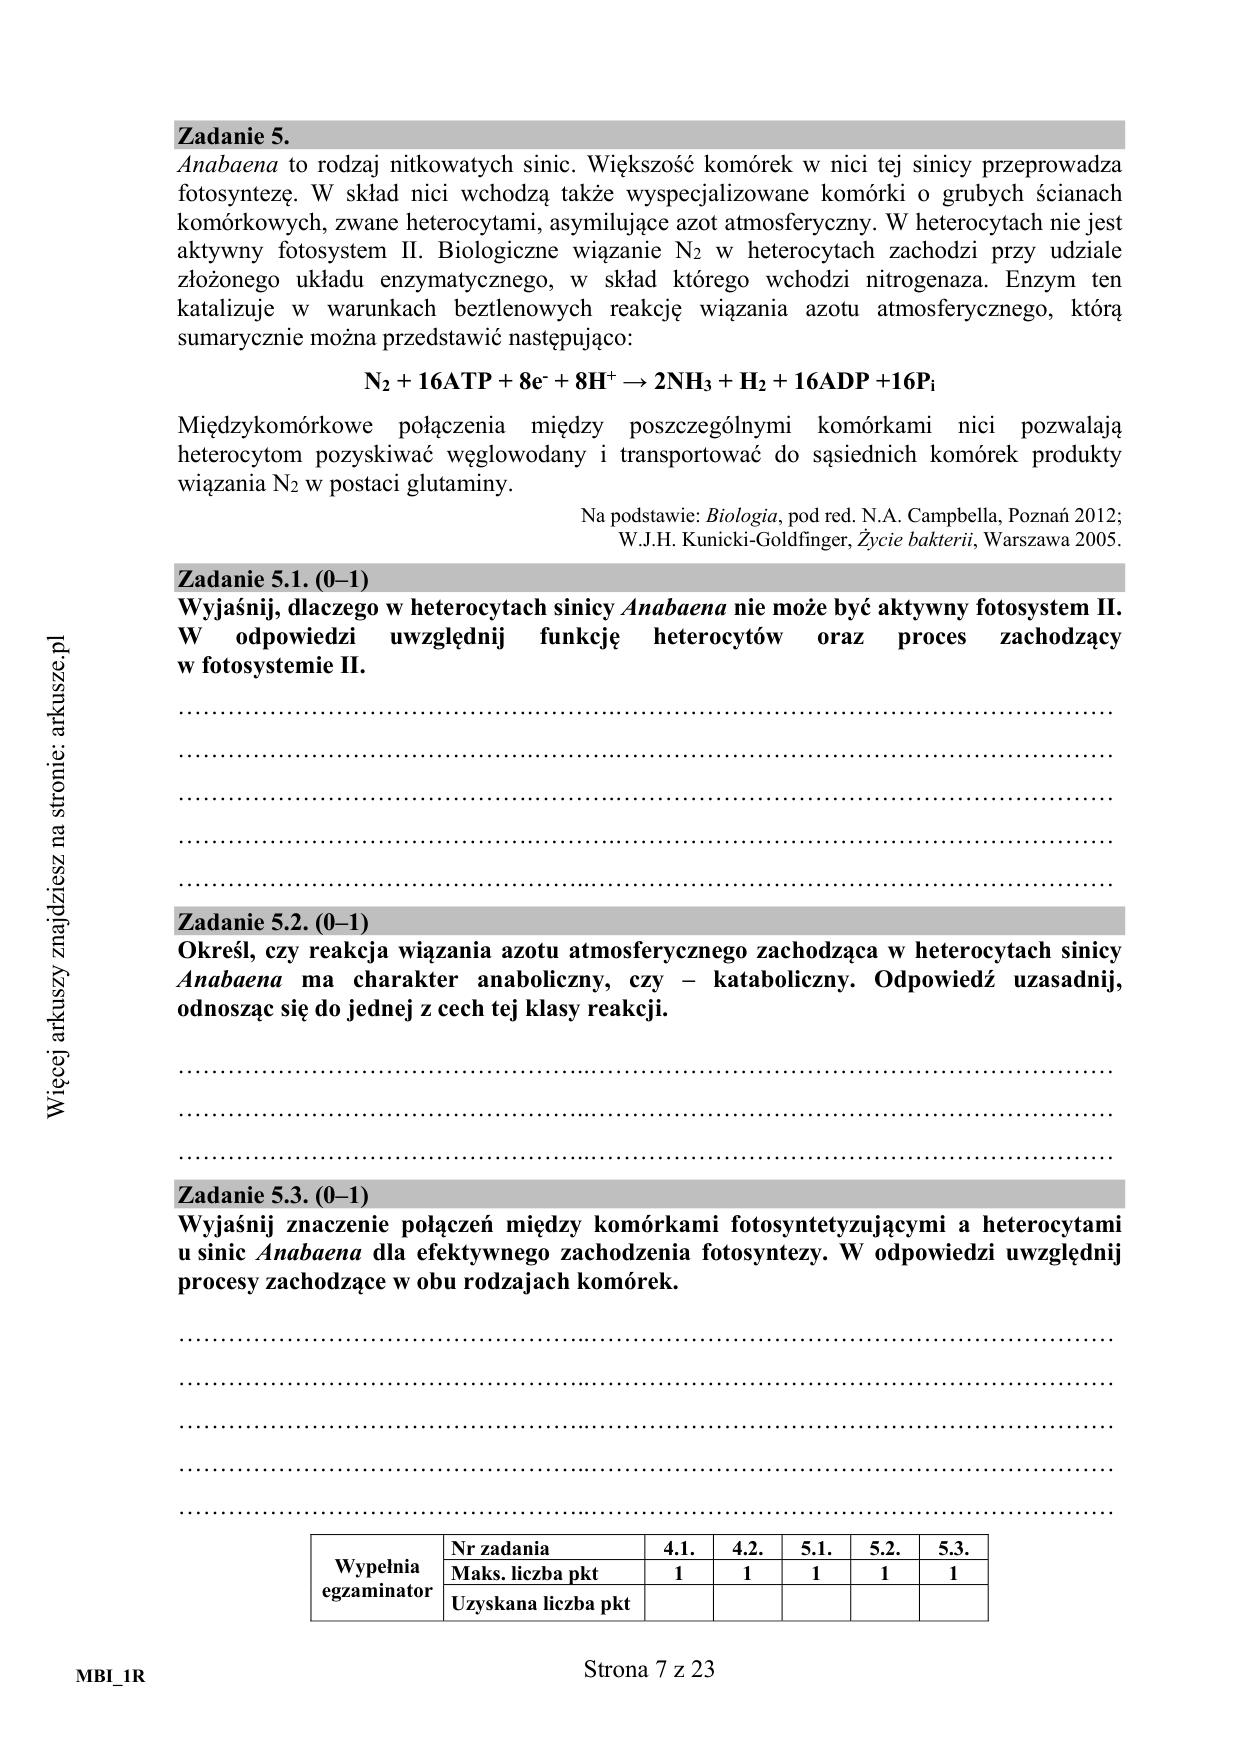 Zadanie 5.
Anabaena to rodzaj nitkowatych sinic. Większość komórek w nici tej sinicy przeprowadza
fotosyntezę. W skład nici wchodzą także wyspecjalizowane komórki o grubych ścianach
komórkowych, zwane heterocytami, asymilujące azot atmosferyczny. W heterocytach nie jest
aktywny fotosystem II. Biologiczne wiązanie N₂ w heterocytach zachodzi przy udziale
złożonego układu enzymatycznego, w skład którego wchodzi nitrogenaza. Enzym ten
katalizuje w warunkach beztlenowych reakcję wiązania azotu atmosferycznego, którą
sumarycznie można przedstawić następująco:
N₂ + 16ATP + 8e⁻ + 8H⁺ → 2NH₃ + H₂ + 16ADP +16Pᵢ
Międzykomórkowe połączenia między poszczególnymi komórkami nici pozwalają
heterocytom pozyskiwać węglowodany i transportować do sąsiednich komórek produkty
wiązania N₂ w postaci glutaminy.
Na podstawie: Biologia, pod red. N.A. Campbella, Poznań 2012;
W.J.H. Kunicki-Goldfinger, Życie bakterii, Warszawa 2005.
Zadanie 5.1. (0–1)
Wyjaśnij, dlaczego w heterocytach sinicy Anabaena nie może być aktywny fotosystem II.
W odpowiedzi uwzględnij funkcję heterocytów oraz proces zachodzący
w fotosystemie II.
Zadanie 5.2. (0–1)
Określ, czy reakcja wiązania azotu atmosferycznego zachodząca w heterocytach sinicy
Anabaena ma charakter anaboliczny, czy – kataboliczny. Odpowiedź uzasadnij,
odnosząc się do jednej z cech tej klasy reakcji.
Zadanie 5.3. (0–1)
Wyjaśnij znaczenie połączeń między komórkami fotosyntetyzującymi a heterocytami
u sinic Anabaena dla efektywnego zachodzenia fotosyntezy. W odpowiedzi uwzględnij
procesy zachodzące w obu rodzajach komórek.
Wypełnia
egzaminator
Nr zadania 4.1. 4.2. 5.1. 5.2. 5.3.
Maks. liczba pkt 1 1 1 1 1
Uzyskana liczba pkt
MBI_1R
Strona 7 z 23
Więcej arkuszy znajdziesz na stronie: arkusze.pl